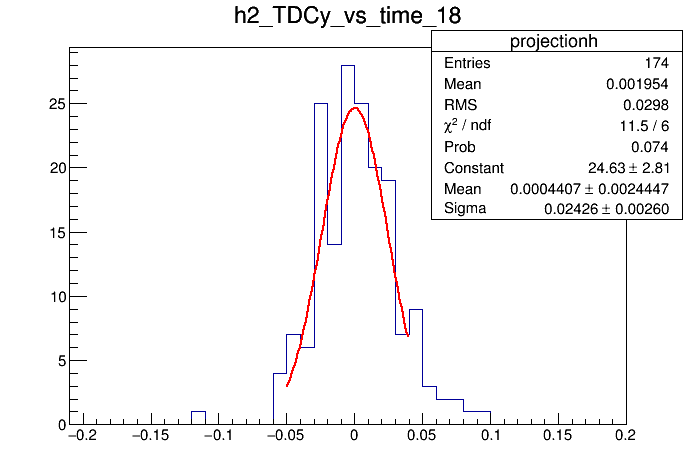 h2_TDCy_vs_time_18
projectionh
Entries 174
Mean 0.001954
RMS 0.0298
χ² / ndf 11.5 / 6
Prob 0.074
Constant 24.63 ± 2.81
Mean 0.0004407 ± 0.0024447
Sigma 0.02426 ± 0.00260
25
20
15
10
5
0
−0.2 −0.15 −0.1 −0.05 0 0.05 0.1 0.15 0.2